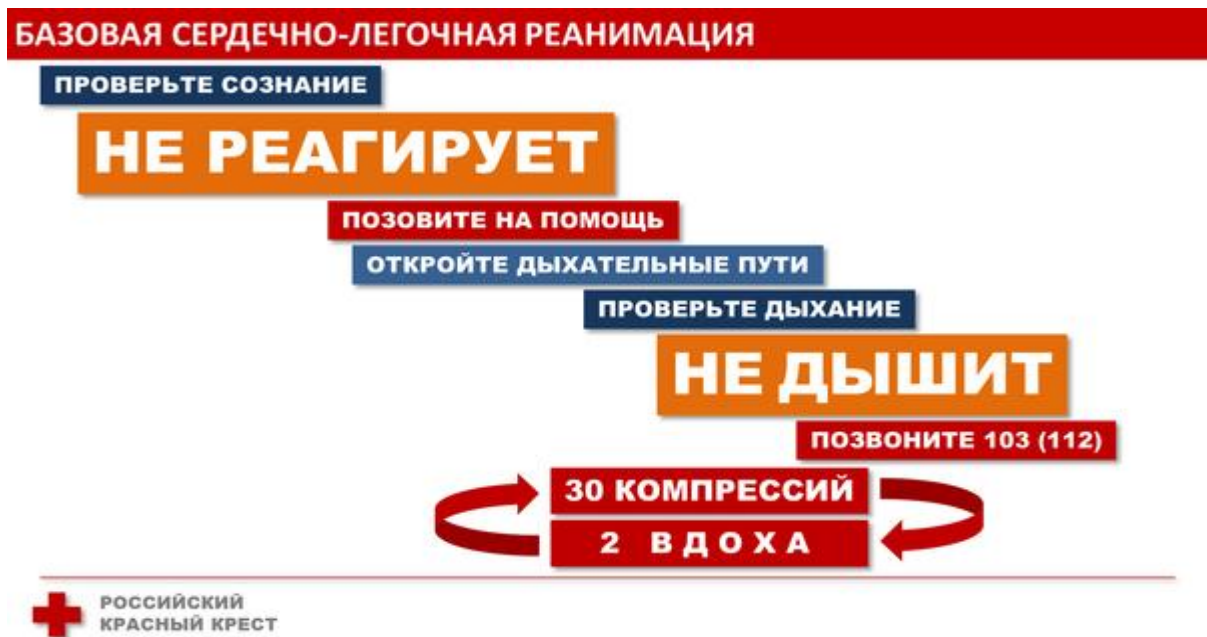 БАЗОВАЯ СЕРДЕЧНО-ЛЕГОЧНАЯ РЕАНИМАЦИЯ
ПРОВЕРЬТЕ СОЗНАНИЕ
НЕ РЕАГИРУЕТ
ПОЗОВИТЕ НА ПОМОЩЬ
ОТКРОЙТЕ ДЫХАТЕЛЬНЫЕ ПУТИ
ПРОВЕРЬТЕ ДЫХАНИЕ
НЕ ДЫШИТ
ПОЗВОНИТЕ 103 (112)
30 КОМПРЕССИЙ
2 ВДОХА
РОССИЙСКИЙ
КРАСНЫЙ КРЕСТ